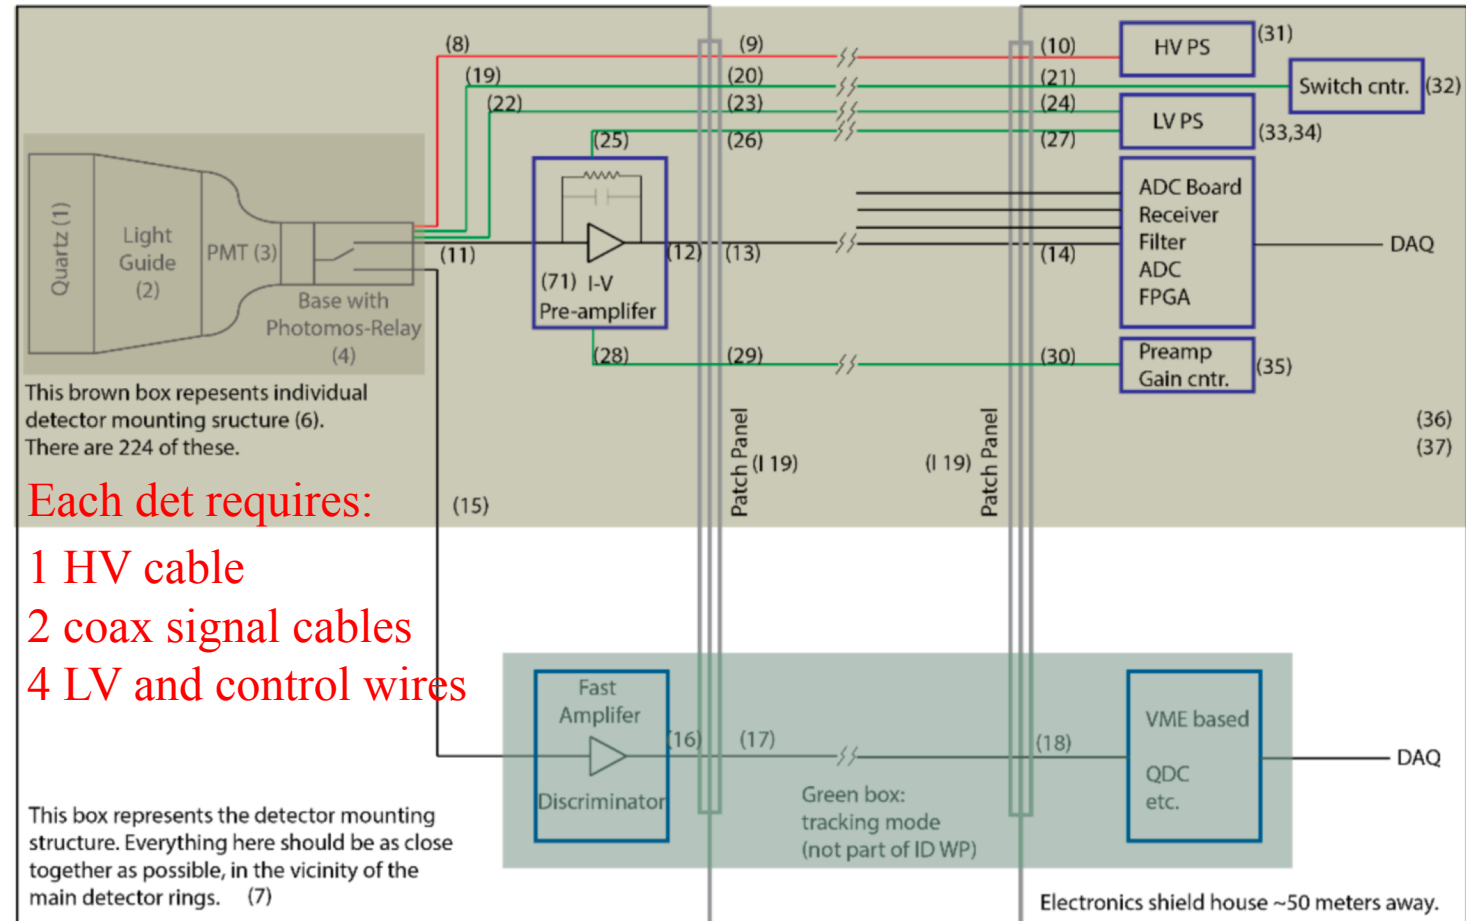 (8)
(9)
(10)
HV PS
(31)
(19)
(20)
(21)
Switch cntr.
(32)
(22)
(23)
(24)
LV PS
(33,34)
(25)
(26)
(27)
Quartz (1)
Light
Guide
(2)
PMT (3)
Base with
Photomos-Relay
(4)
(11)
(71) I-V
Pre-amplifer
(12)
(13)
(14)
ADC Board
Receiver
Filter
ADC
FPGA
DAQ
(28)
(29)
(30)
Preamp
Gain cntr.
(35)
This brown box repesents individual
detector mounting sructure (6).
There are 224 of these.
Patch Panel
(I 19)
(I 19)
Patch Panel
(36)
(37)
Each det requires:
1 HV cable
2 coax signal cables
4 LV and control wires
(15)
Fast
Amplifer
Discriminator
(16)
(17)
(18)
VME based
QDC
etc.
DAQ
Green box:
tracking mode
(not part of ID WP)
This box represents the detector mounting
structure. Everything here should be as close
together as possible, in the vicinity of the
main detector rings. (7)
Electronics shield house ~50 meters away.